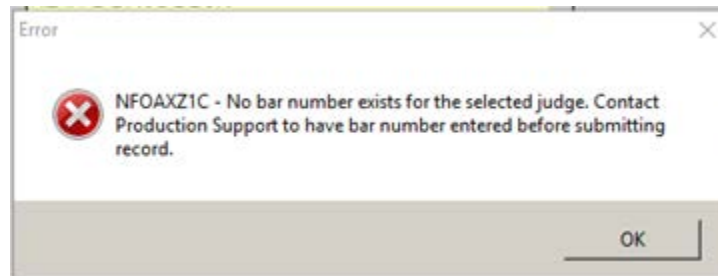 Error
NFOAXZ1C - No bar number exists for the selected judge. Contact
Production Support to have bar number entered before submitting
record.
OK